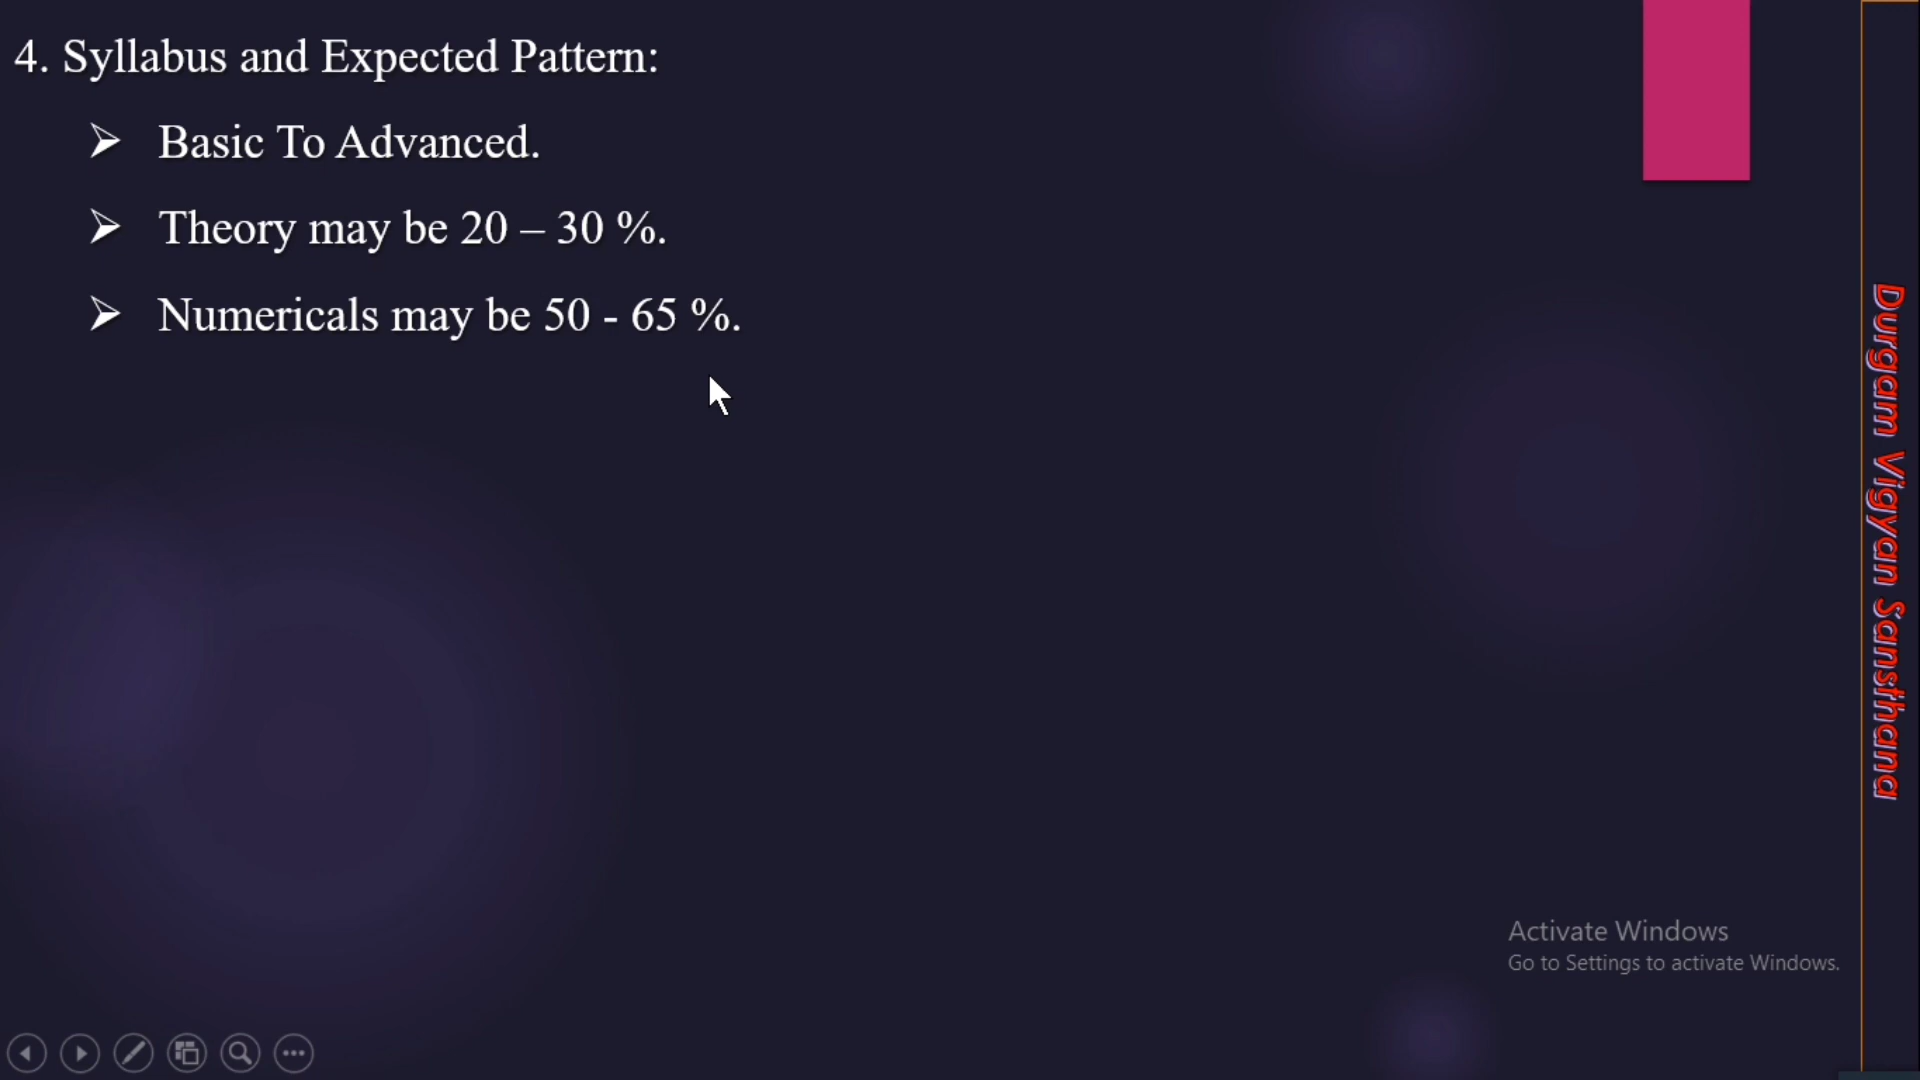 4. Syllabus and Expected Pattern:
➢ Basic To Advanced.
➢ Theory may be 20 – 30 %.
➢ Numericals may be 50 - 65 %.
Durgam Vigyan Sansthana
Activate Windows
Go to Settings to activate Windows.